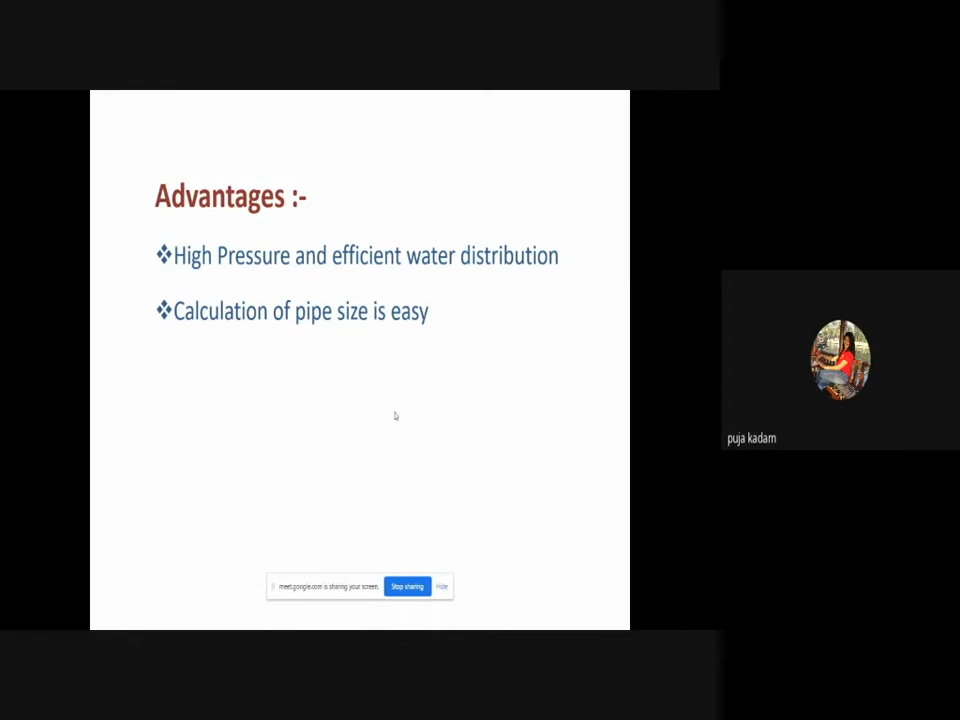 Advantages :-
❖High Pressure and efficient water distribution
❖Calculation of pipe size is easy
puja kadam
meet.google.com is sharing your screen. Stop sharing Hide